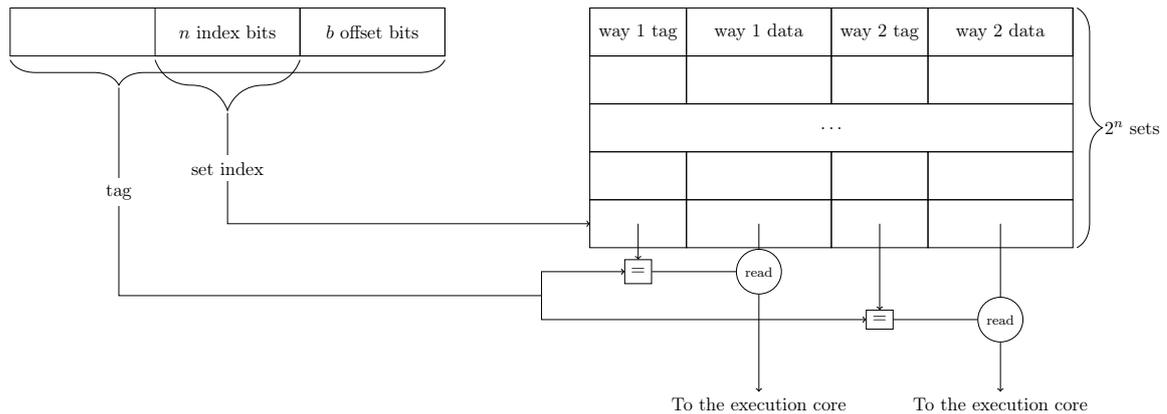 n index bits
b offset bits
way 1 tag
way 1 data
way 2 tag
way 2 data
...
2^n sets
set index
tag
=
read
=
read
To the execution core
To the execution core